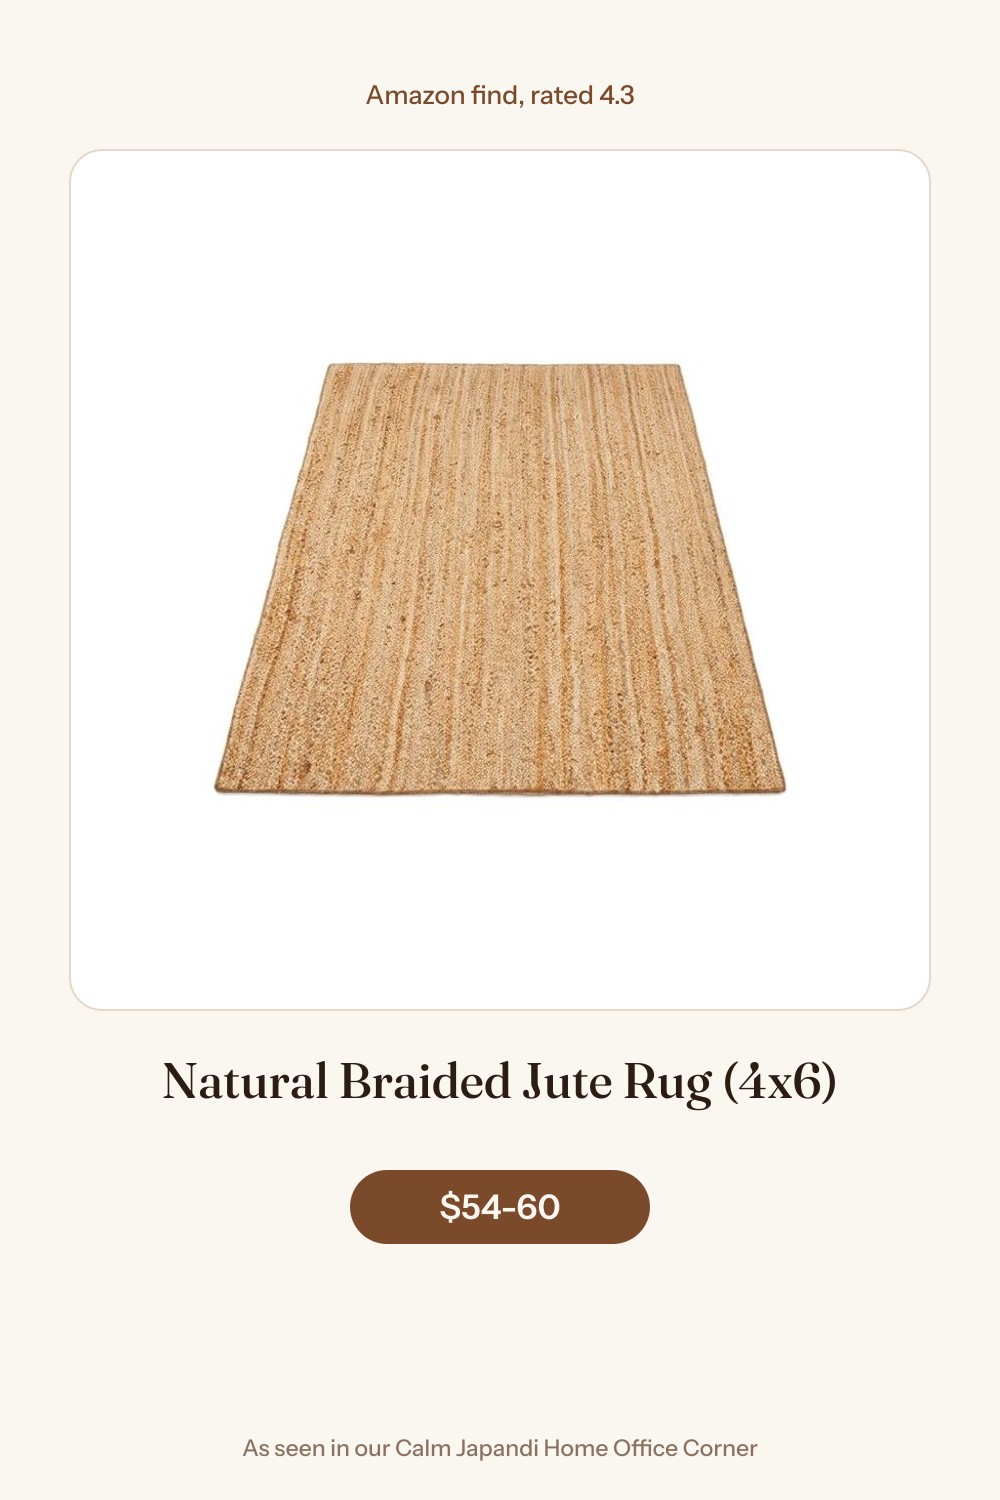 Amazon find, rated 4.3
Natural Braided Jute Rug (4x6)
$54-60
As seen in our Calm Japandi Home Office Corner